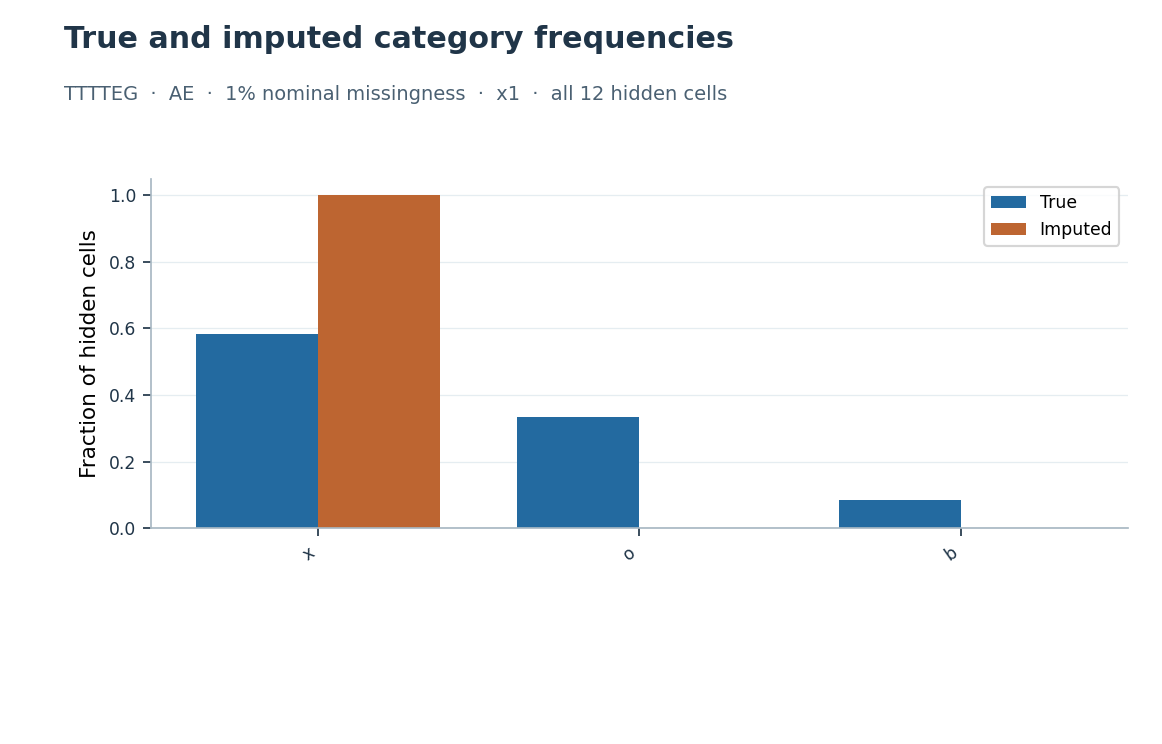 True and imputed category frequencies
TTTTEG · AE · 1% nominal missingness · x1 · all 12 hidden cells
Fraction of hidden cells
1.0
0.8
0.6
0.4
0.2
0.0
True
Imputed
x
o
b